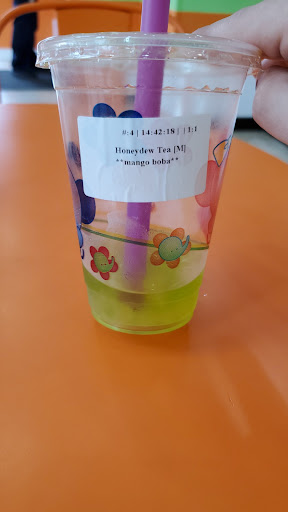 #:4 | 14:42:18 | | 1:1
Honeydew Tea [M]
**mango boba**